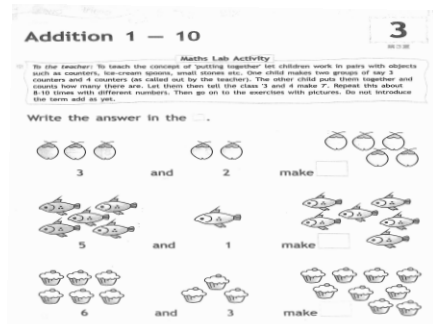 Addition 1 – 10
3
Maths Lab Activity
To the teacher: To teach the concept of 'putting together' let children work in pairs with objects
such as counters, ice-cream spoons, small stones etc. One child makes two groups of say 3
counters and 4 counters (as called out by the teacher). The other child puts them together and
counts how many there are. Let them then tell the class '3 and 4 make 7'. Repeat this about
8-10 times with different numbers. Then go on to the exercises with pictures. Do not introduce
the term add as yet.
Write the answer in the .
3 and 2 make
5 and 1 make
6 and 3 make